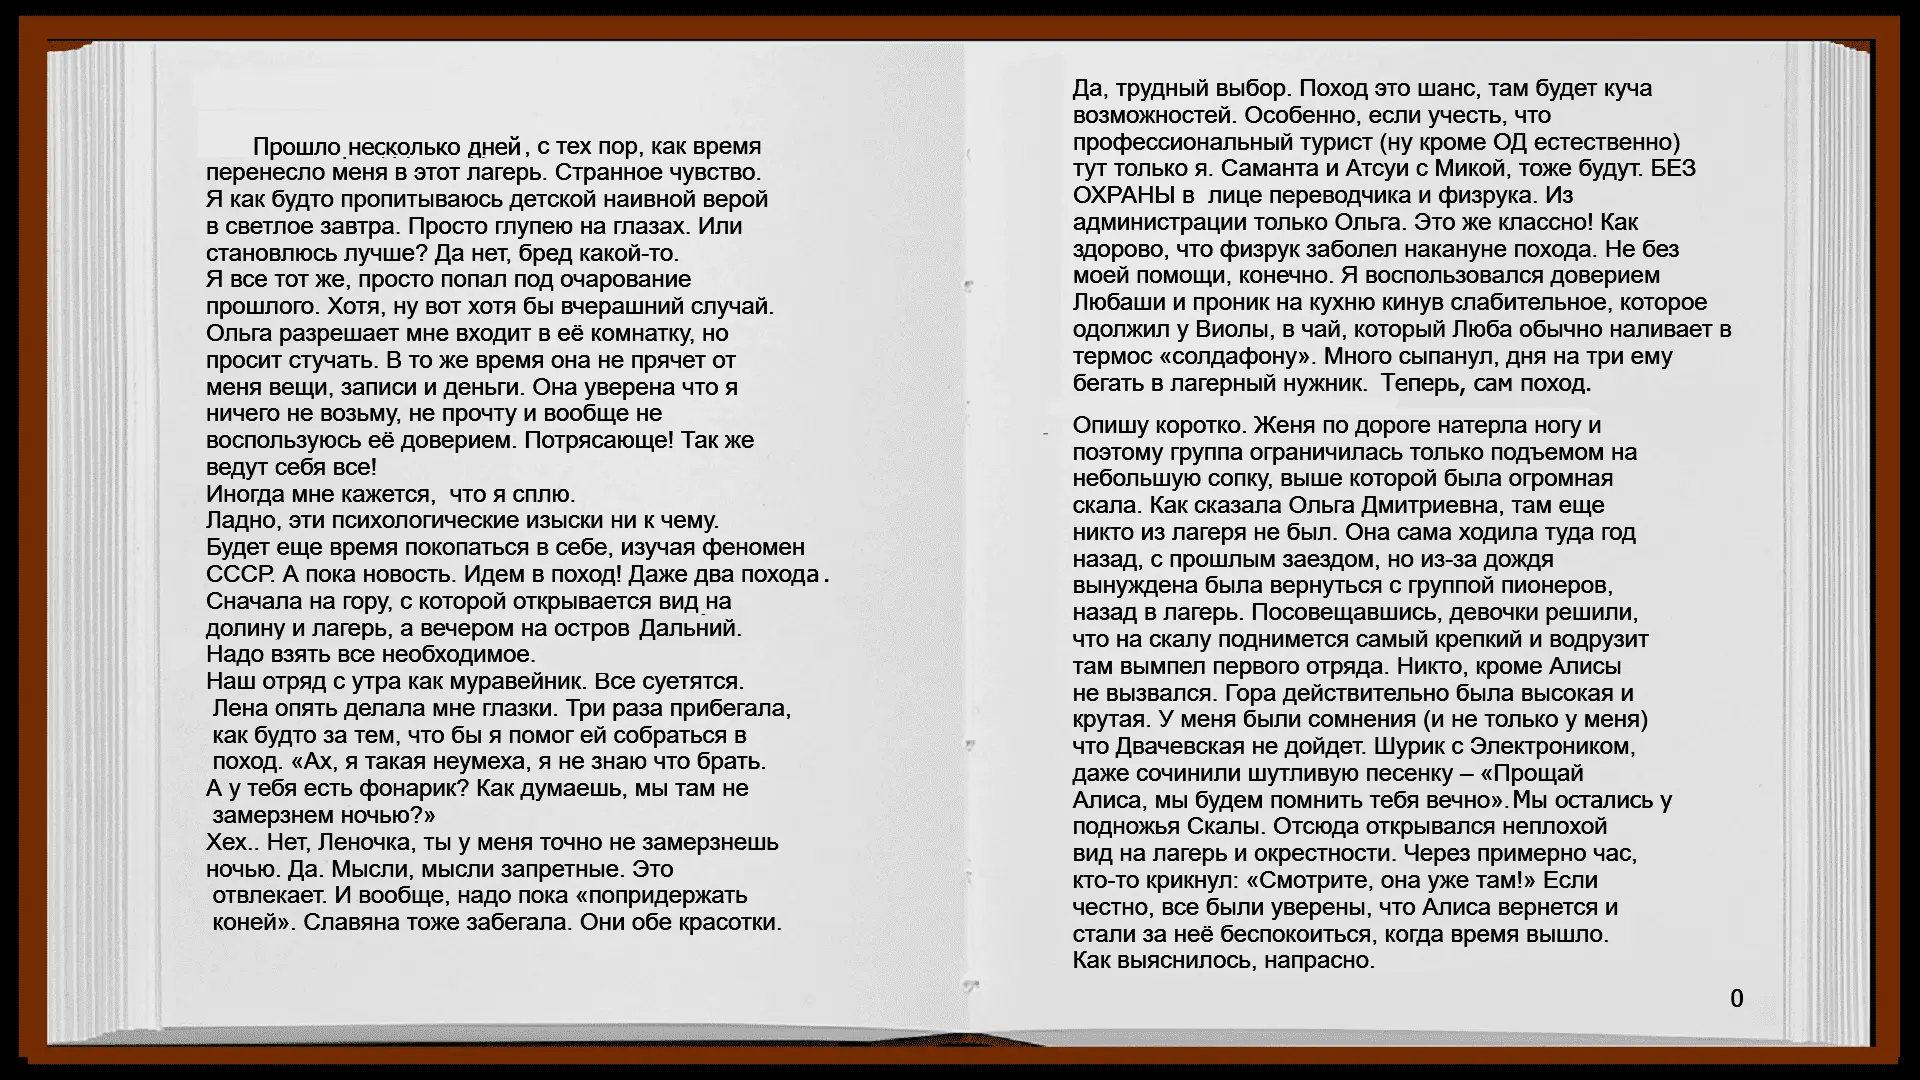 Прошло несколько дней, с тех пор, как время
перенесло меня в этот лагерь. Странное чувство.
Я как будто пропитываюсь детской наивной верой
в светлое завтра. Просто глупею на глазах. Или
становлюсь лучше? Да нет, бред какой-то.
Я все тот же, просто попал под очарование
прошлого. Хотя, ну вот хотя бы вчерашний случай.
Ольга разрешает мне входит в её комнатку, но
просит стучать. В то же время она не прячет от
меня вещи, записи и деньги. Она уверена что я
ничего не возьму, не прочту и вообще не
воспользуюсь её доверием. Потрясающе! Так же
ведут себя все!
Иногда мне кажется,  что я сплю.
Ладно, эти психологические изыски ни к чему.
Будет еще время покопаться в себе, изучая феномен
СССР. А пока новость. Идем в поход! Даже два похода.
Сначала на гору, с которой открывается вид на
долину и лагерь, а вечером на остров Дальний.
Надо взять все необходимое.
Наш отряд с утра как муравейник. Все суетятся.
Лена опять делала мне глазки. Три раза прибегала,
как будто за тем, что бы я помог ей собраться в
поход. «Ах, я такая неумеха, я не знаю что брать.
А у тебя есть фонарик? Как думаешь, мы там не
замерзнем ночью?»
Хех.. Нет, Леночка, ты у меня точно не замерзнешь
ночью. Да. Мысли, мысли запретные. Это
отвлекает. И вообще, надо пока «попридержать
коней». Славяна тоже забегала. Они обе красотки.
Да, трудный выбор. Поход это шанс, там будет куча
возможностей. Особенно, если учесть, что
профессиональный турист (ну кроме ОД естественно)
тут только я. Саманта и Атсуи с Микой, тоже будут. БЕЗ
ОХРАНЫ в  лице переводчика и физрука. Из
администрации только Ольга. Это же классно! Как
здорово, что физрук заболел накануне похода. Не без
моей помощи, конечно. Я воспользовался доверием
Любаши и проник на кухню кинув слабительное, которое
одолжил у Виолы, в чай, который Люба обычно наливает в
термос «солдафону». Много сыпанул, дня на три ему
бегать в лагерный нужник.  Теперь, сам поход.
Опишу коротко. Женя по дороге натерла ногу и
поэтому группа ограничилась только подъемом на
небольшую сопку, выше которой была огромная
скала. Как сказала Ольга Дмитриевна, там еще
никто из лагеря не был. Она сама ходила туда год
назад, с прошлым заездом, но из-за дождя
вынуждена была вернуться с группой пионеров,
назад в лагерь. Посовещавшись, девочки решили,
что на скалу поднимется самый крепкий и водрузит
там вымпел первого отряда. Никто, кроме Алисы
не вызвался. Гора действительно была высокая и
крутая. У меня были сомнения (и не только у меня)
что Двачевская не дойдет. Шурик с Электроником,
даже сочинили шутливую песенку – «Прощай
Алиса, мы будем помнить тебя вечно». Мы остались у
подножья Скалы. Отсюда открывался неплохой
вид на лагерь и окрестности. Через примерно час,
кто-то крикнул: «Смотрите, она уже там!» Если
честно, все были уверены, что Алиса вернется и
стали за неё беспокоиться, когда время вышло.
Как выяснилось, напрасно.
0